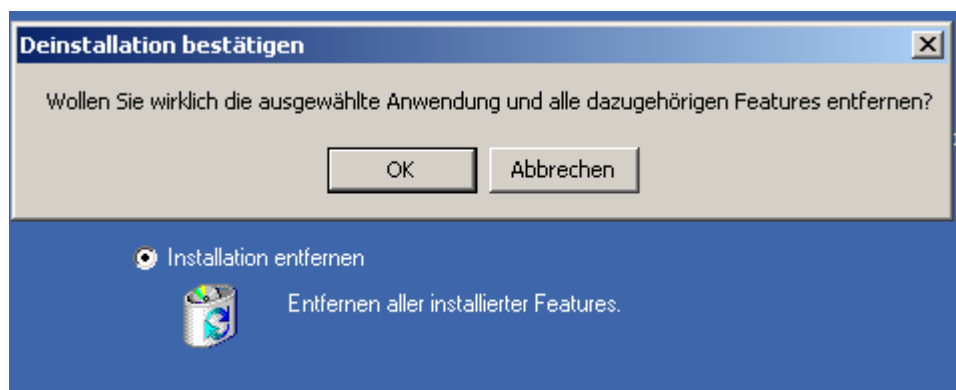 Deinstallation bestätigen
Wollen Sie wirklich die ausgewählte Anwendung und alle dazugehörigen Features entfernen?
OK
Abbrechen
Installation entfernen
Entfernen aller installierter Features.